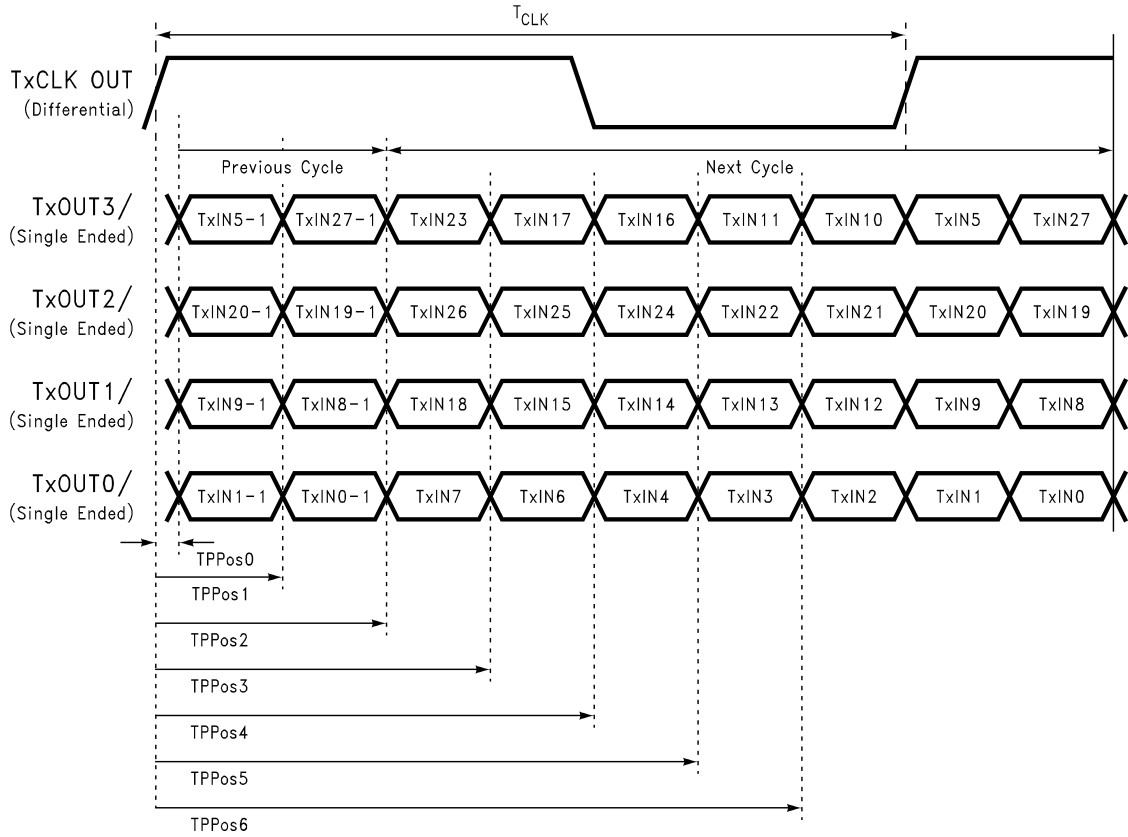 TCLK
TxCLK OUT
(Differential)
Previous Cycle
Next Cycle
TxOUT3/
(Single Ended)
TxIN5-1 TxIN27-1 TxIN23 TxIN17 TxIN16 TxIN11 TxIN10 TxIN5 TxIN27
TxOUT2/
(Single Ended)
TxIN20-1 TxIN19-1 TxIN26 TxIN25 TxIN24 TxIN22 TxIN21 TxIN20 TxIN19
TxOUT1/
(Single Ended)
TxIN9-1 TxIN8-1 TxIN18 TxIN15 TxIN14 TxIN13 TxIN12 TxIN9 TxIN8
TxOUT0/
(Single Ended)
TxIN1-1 TxIN0-1 TxIN7 TxIN6 TxIN4 TxIN3 TxIN2 TxIN1 TxIN0
TPPos0
TPPos1
TPPos2
TPPos3
TPPos4
TPPos5
TPPos6